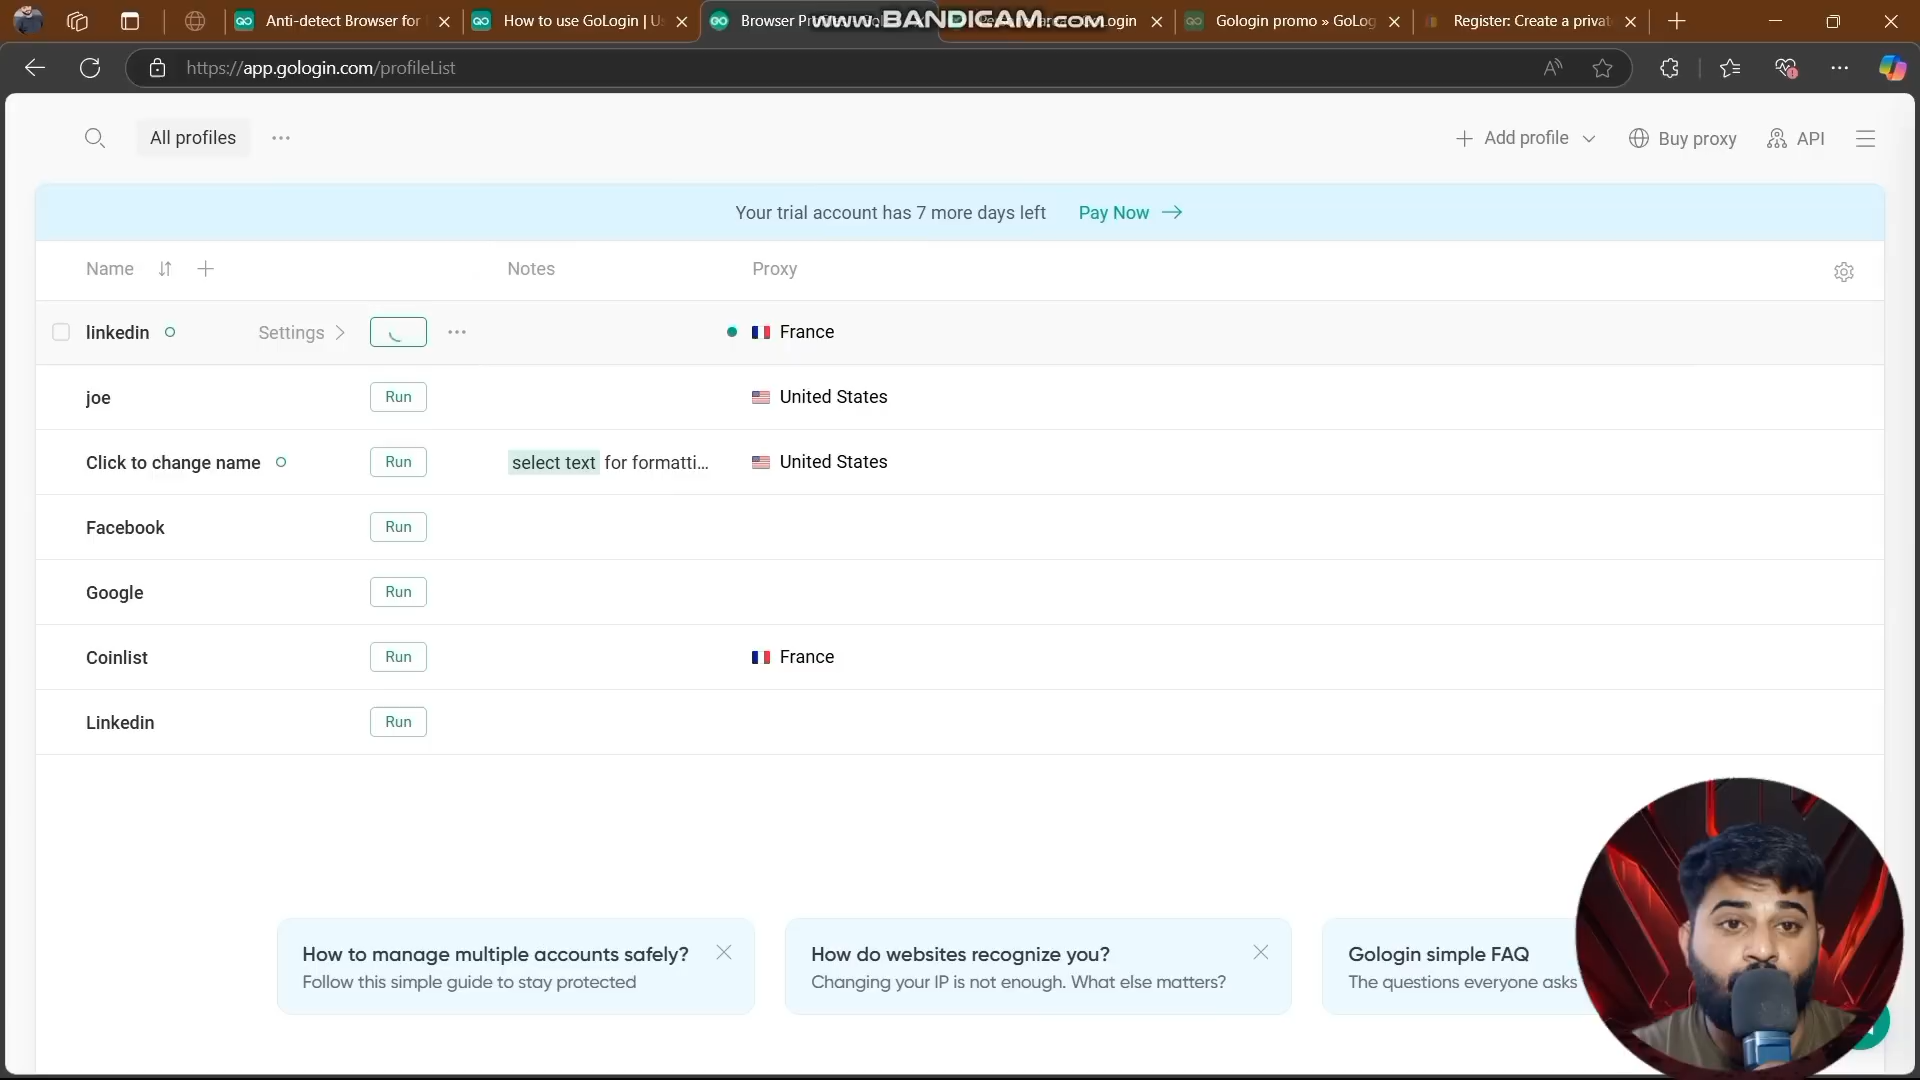 Anti-detect Browser for
How to use GoLogin | Us
Browser Pr
www.BANDICAM.com
oLogin
Gologin promo » GoLog
Register: Create a privat
https://app.gologin.com/profileList
All profiles
Add profile
Buy proxy
API
Your trial account has 7 more days left
Pay Now
Name
Notes
Proxy
linkedin
Settings
France
joe
Run
United States
Click to change name
Run
select text for formatti...
United States
Facebook
Run
Google
Run
Coinlist
Run
France
Linkedin
Run
How to manage multiple accounts safely?
Follow this simple guide to stay protected
How do websites recognize you?
Changing your IP is not enough. What else matters?
Gologin simple FAQ
The questions everyone asks